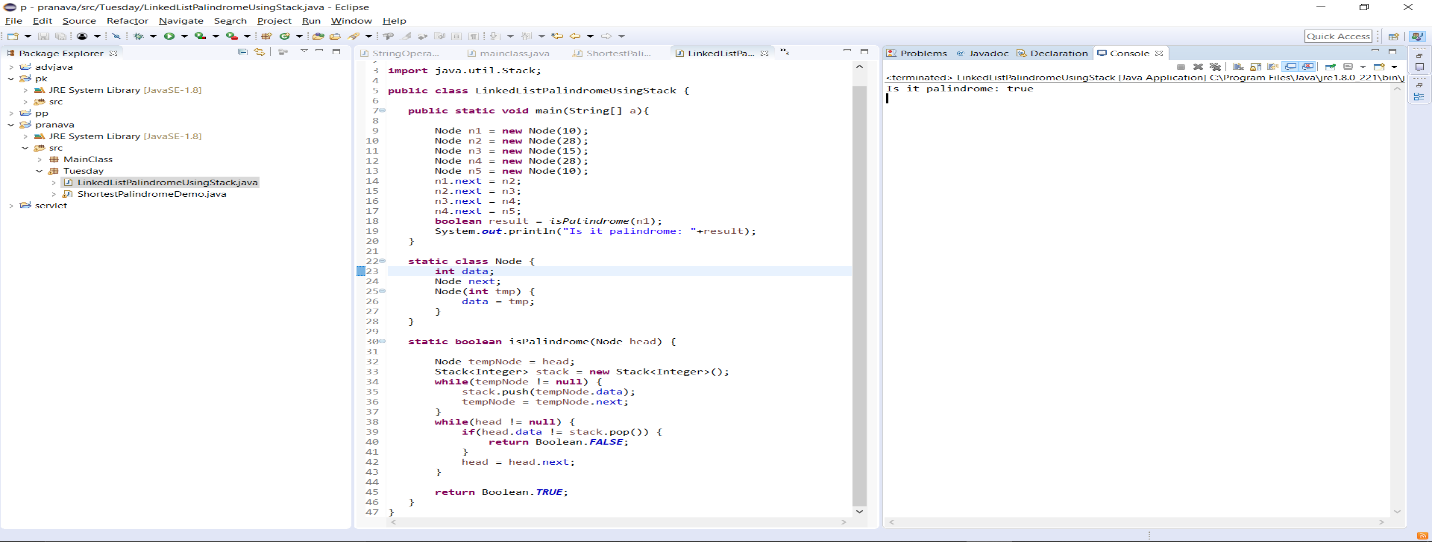 p - pranava/src/Tuesday/LinkedListPalindromeUsingStack.java - Eclipse
File Edit Source Refactor Navigate Search Project Run Window Help
Quick Access
Package Explorer
advjava
pk
JRE System Library [JavaSE-1.8]
src
pp
pranava
JRE System Library [JavaSE-1.8]
src
MainClass
Tuesday
LinkedListPalindromeUsingStack.java
ShortestPalindromeDemo.java
servlet
StringOpera... mainclass.java ShortestPali... LinkedListPa...
3 import java.util.Stack;
4
5 public class LinkedListPalindromeUsingStack {
6
7 public static void main(String[] a){
8
9 Node n1 = new Node(10);
10 Node n2 = new Node(28);
11 Node n3 = new Node(15);
12 Node n4 = new Node(28);
13 Node n5 = new Node(10);
14 n1.next = n2;
15 n2.next = n3;
16 n3.next = n4;
17 n4.next = n5;
18 boolean result = isPalindrome(n1);
19 System.out.println("Is it palindrome: "+result);
20 }
21
22 static class Node {
23 int data;
24 Node next;
25 Node(int tmp) {
26 data = tmp;
27 }
28 }
29
30 static boolean isPalindrome(Node head) {
31
32 Node tempNode = head;
33 Stack<Integer> stack = new Stack<Integer>();
34 while(tempNode != null) {
35 stack.push(tempNode.data);
36 tempNode = tempNode.next;
37 }
38 while(head != null) {
39 if(head.data != stack.pop()) {
40 return Boolean.FALSE;
41 }
42 head = head.next;
43 }
44
45 return Boolean.TRUE;
46 }
47 }
Problems Javadoc Declaration Console
<terminated> LinkedListPalindromeUsingStack [Java Application] C:\Program Files\Java\jre1.8.0_221\bin\j
Is it palindrome: true